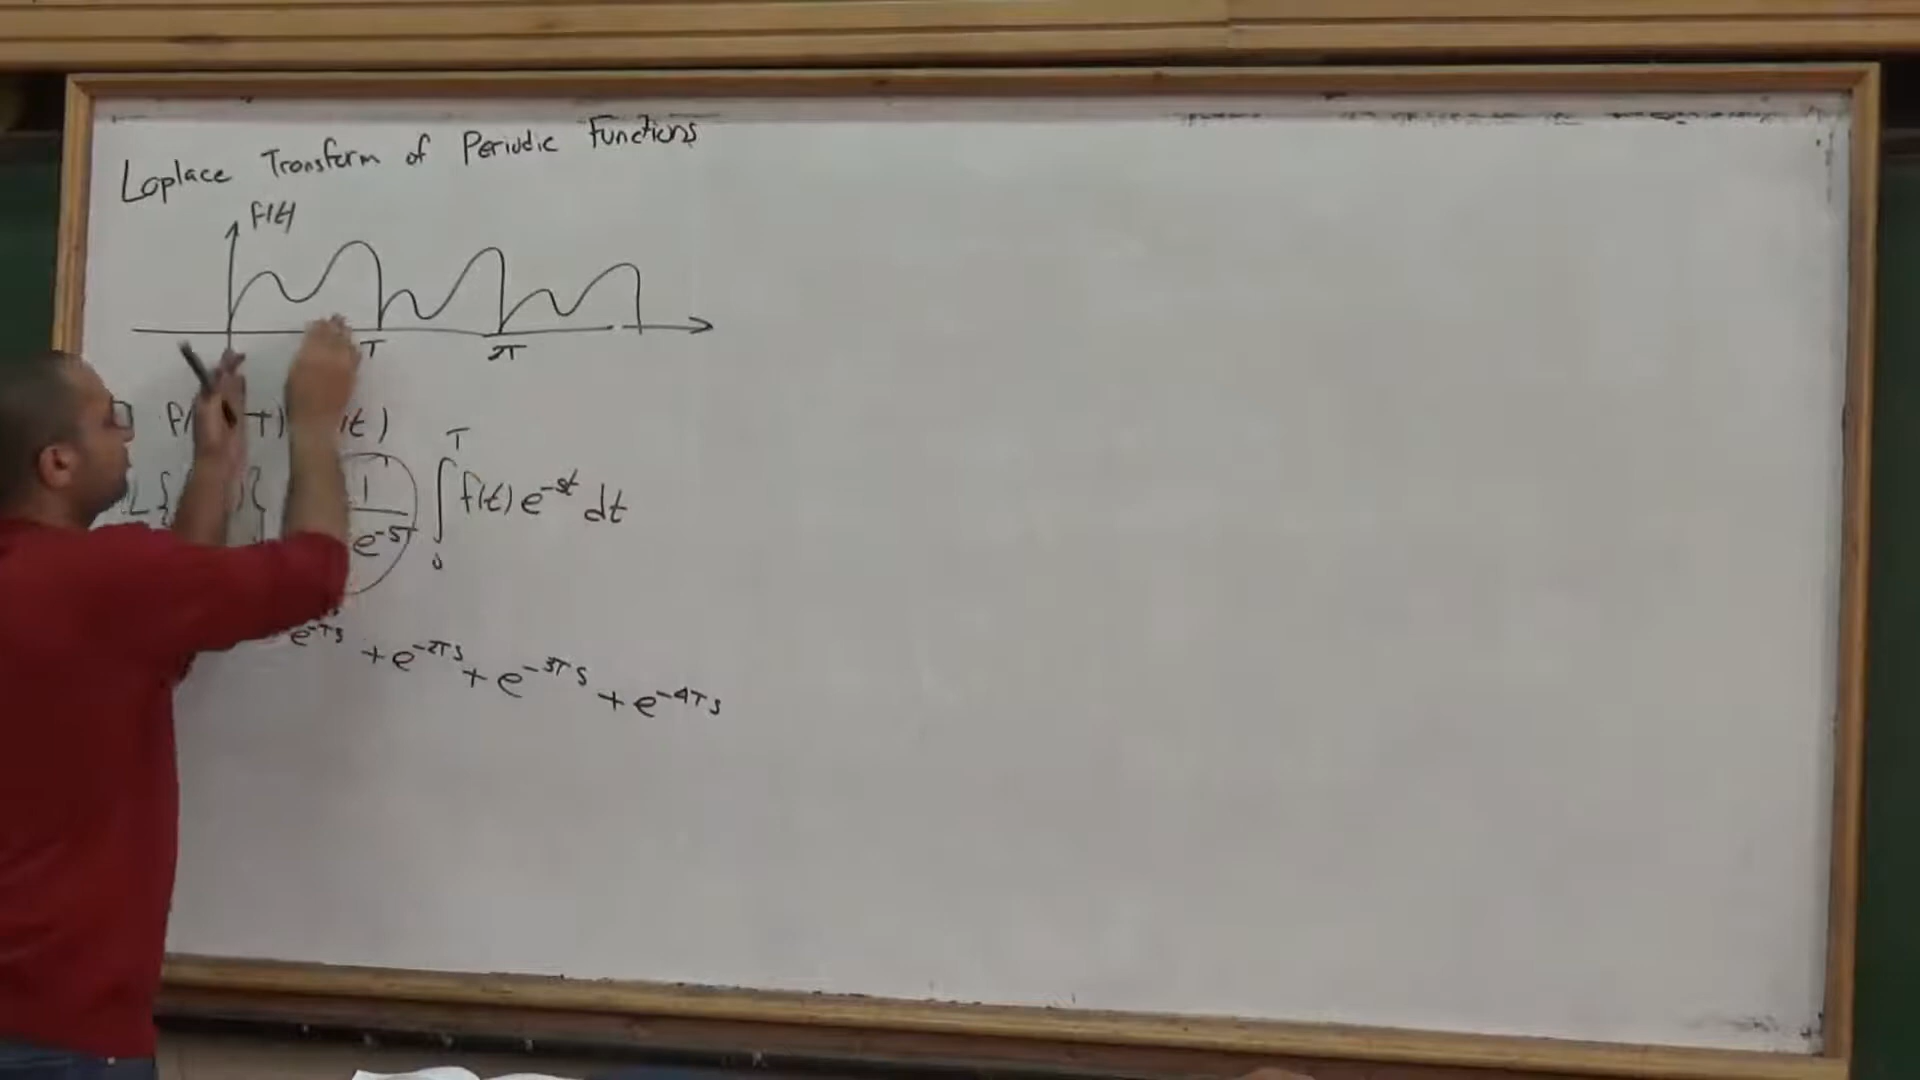 Laplace Transform of Periodic Functions
f(t)
T 2T
f( T) (t)
L{ } 1 e^-ST ∫ T 0 f(t) e^-st dt
e^-TS + e^-2TS + e^-3TS + e^-4TS